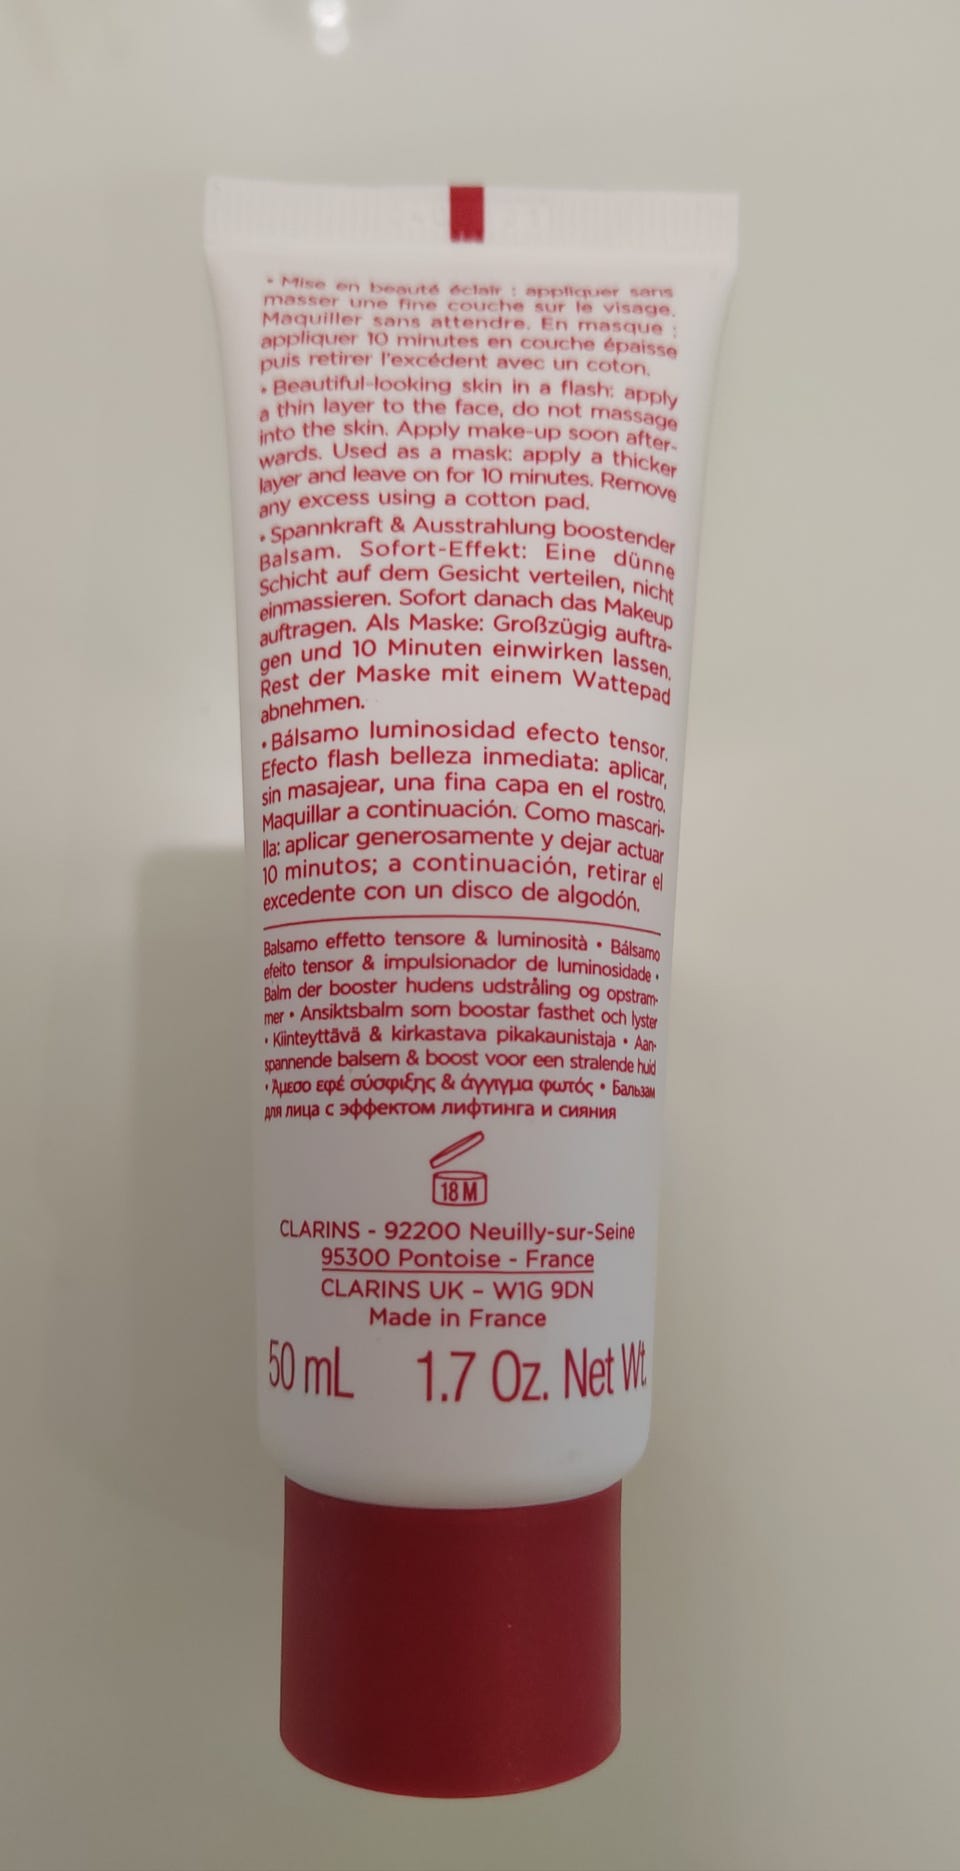 • Mise en beauté éclair : appliquer sans
masser une fine couche sur le visage.
Maquiller sans attendre. En masque :
appliquer 10 minutes en couche épaisse
puis retirer l'excédent avec un coton.
• Beautiful-looking skin in a flash: apply
a thin layer to the face, do not massage
into the skin. Apply make-up soon after-
wards. Used as a mask: apply a thicker
layer and leave on for 10 minutes. Remove
any excess using a cotton pad.
• Spannkraft & Ausstrahlung boostender
Balsam. Sofort-Effekt: Eine dünne
Schicht auf dem Gesicht verteilen, nicht
einmassieren. Sofort danach das Makeup
auftragen. Als Maske: Großzügig auftra-
gen und 10 Minuten einwirken lassen.
Rest der Maske mit einem Wattepad
abnehmen.
• Bálsamo luminosidad efecto tensor.
Efecto flash belleza inmediata: aplicar,
sin masajear, una fina capa en el rostro.
Maquillar a continuación. Como mascari-
lla: aplicar generosamente y dejar actuar
10 minutos; a continuación, retirar el
excedente con un disco de algodón.
Balsamo effetto tensore & luminosità • Bálsamo
efeito tensor & impulsionador de luminosidade •
Balm der booster hudens udstråling og opstram-
mer • Ansiktsbalm som boostar fasthet och lyster
• Kiinteyttävä & kirkastava pikakaunistaja • Aan-
spannende balsem & boost voor een stralende huid
• Άμεσο εφέ σύσφιξης & άγγιγμα φωτός • Бальзам
для лица с эффектом лифтинга и сияния
18 M
CLARINS - 92200 Neuilly-sur-Seine
95300 Pontoise - France
CLARINS UK – W1G 9DN
Made in France
50 mL 1.7 Oz. Net Wt.